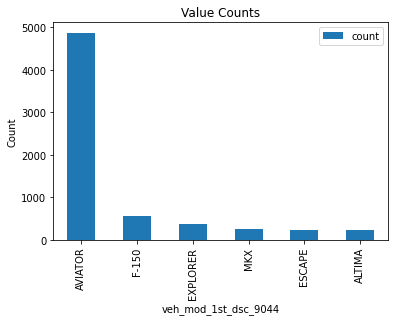 Value Counts
count
5000
4000
3000
2000
1000
0
Count
AVIATOR
F-150
EXPLORER
MKX
ESCAPE
ALTIMA
veh_mod_1st_dsc_9044